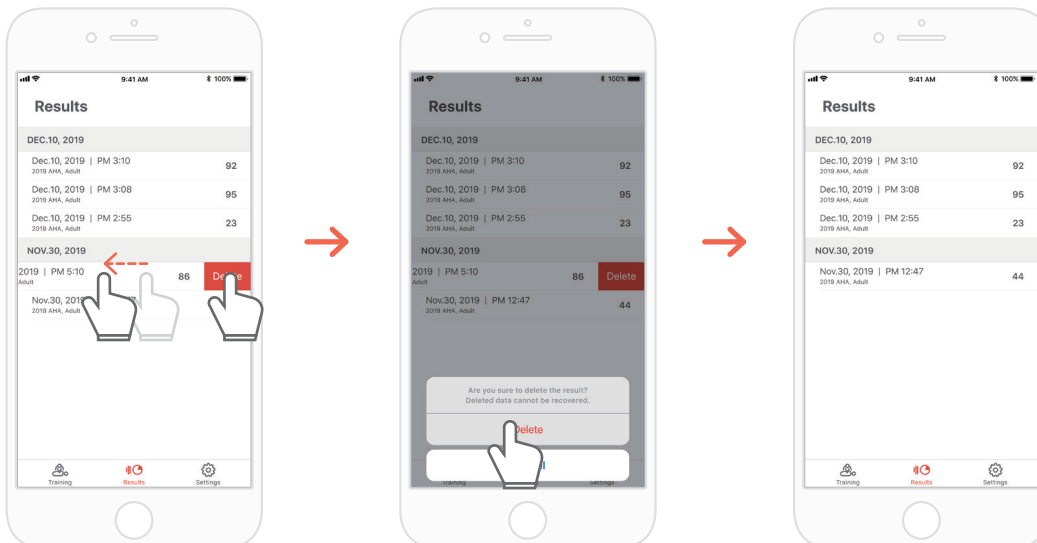 9:41 AM
100%
Results
DEC.10, 2019
Dec.10, 2019 | PM 3:10
92
2019 AHA, Adult
Dec.10, 2019 | PM 3:08
95
2019 AHA, Adult
Dec.10, 2019 | PM 2:55
23
2019 AHA, Adult
NOV.30, 2019
2019 | PM 5:10
86
Delete
Adult
Nov.30, 2019
2019 AHA, Adult
Training
Results
Settings
9:41 AM
100%
Results
DEC.10, 2019
Dec.10, 2019 | PM 3:10
92
2019 AHA, Adult
Dec.10, 2019 | PM 3:08
95
2019 AHA, Adult
Dec.10, 2019 | PM 2:55
23
2019 AHA, Adult
NOV.30, 2019
2019 | PM 5:10
86
Delete
Adult
Nov.30, 2019 | PM 12:47
44
2019 AHA, Adult
Are you sure to delete the result?
Deleted data cannot be recovered.
Delete
Training
Settings
9:41 AM
100%
Results
DEC.10, 2019
Dec.10, 2019 | PM 3:10
92
2019 AHA, Adult
Dec.10, 2019 | PM 3:08
95
2019 AHA, Adult
Dec.10, 2019 | PM 2:55
23
2019 AHA, Adult
NOV.30, 2019
Nov.30, 2019 | PM 12:47
44
2019 AHA, Adult
Training
Results
Settings